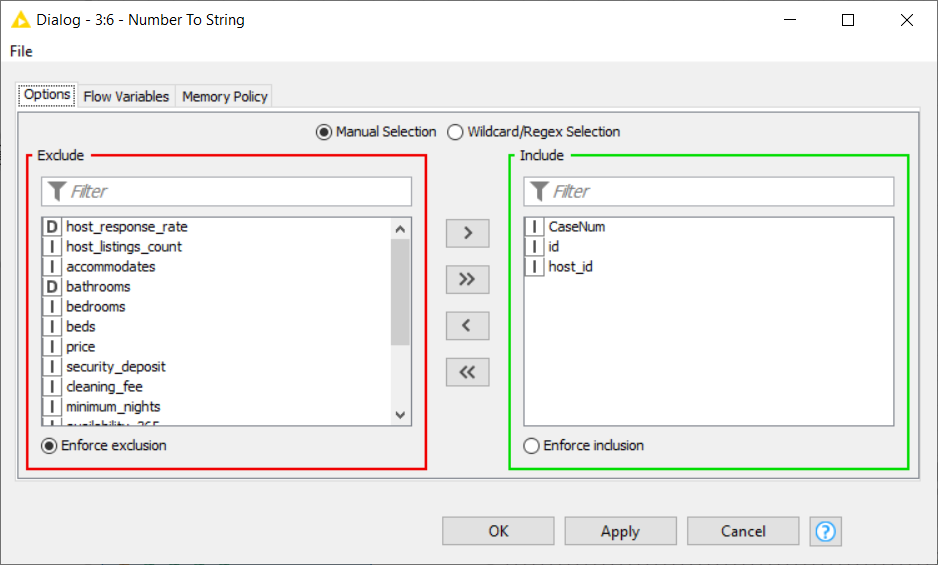 Dialog - 3:6 - Number To String
File
Options Flow Variables Memory Policy
Manual Selection Wildcard/Regex Selection
Exclude
Filter
D host_response_rate
I host_listings_count
I accommodates
D bathrooms
I bedrooms
I beds
I price
I security_deposit
I cleaning_fee
I minimum_nights
I availability_365
Enforce exclusion
>
>>
<
<<
Include
Filter
I CaseNum
I id
I host_id
Enforce inclusion
OK Apply Cancel ?